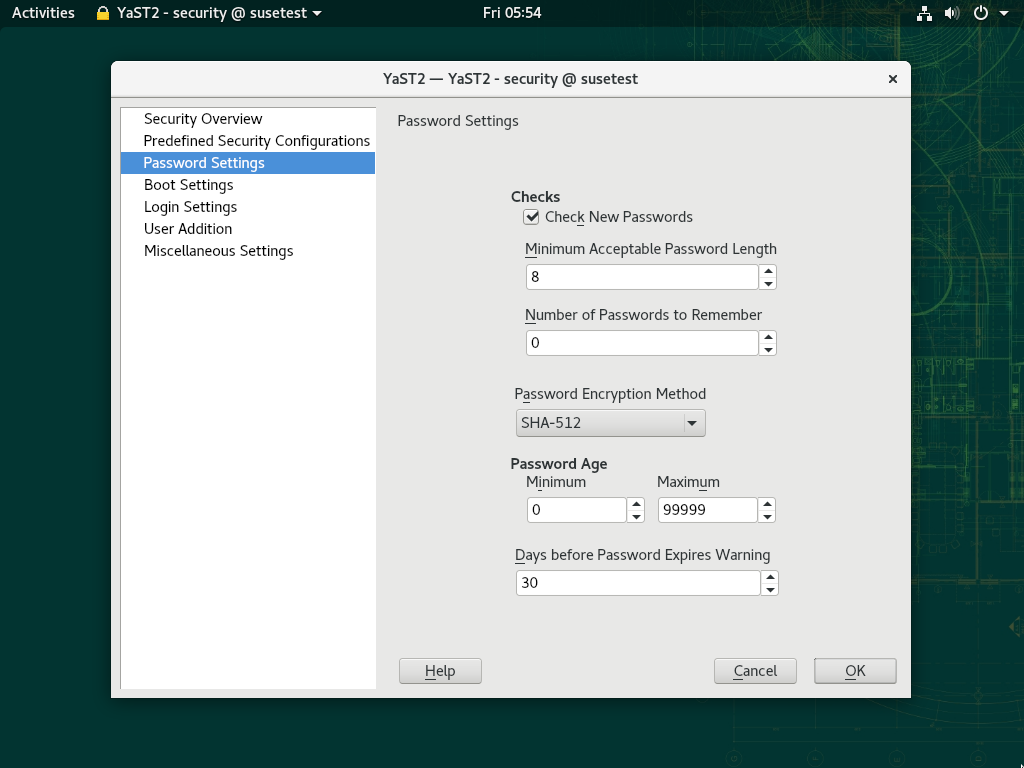 Activities YaST2 - security @ susetest Fri 05:54
YaST2 — YaST2 - security @ susetest
Security Overview
Predefined Security Configurations
Password Settings
Boot Settings
Login Settings
User Addition
Miscellaneous Settings
Password Settings
Checks
Check New Passwords
Minimum Acceptable Password Length
8
Number of Passwords to Remember
0
Password Encryption Method
SHA-512
Password Age
Minimum Maximum
0 99999
Days before Password Expires Warning
30
Help Cancel OK